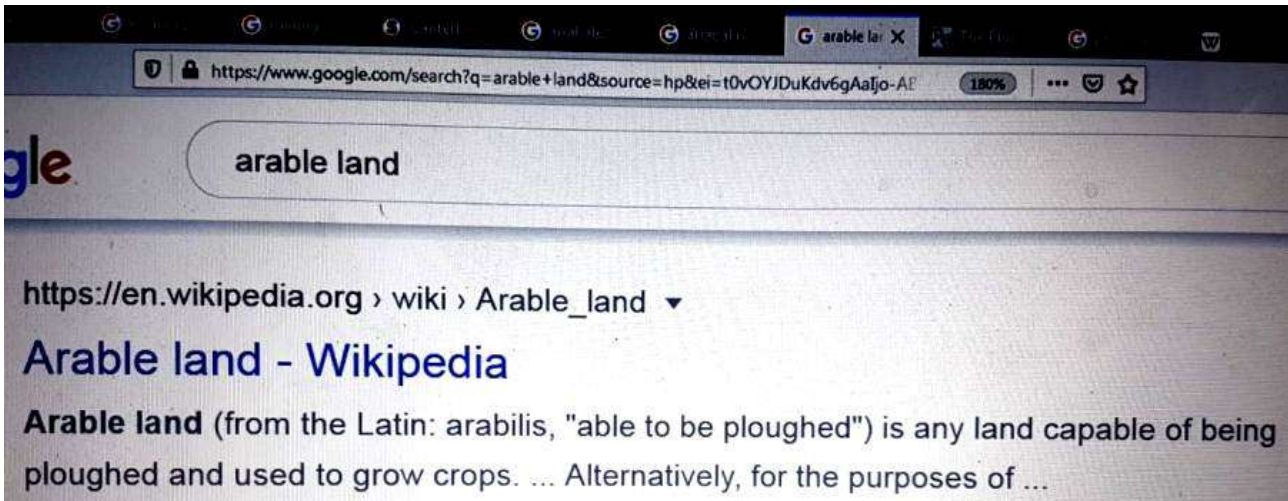 arable lar
https://www.google.com/search?q=arable+land&source=hp&ei=t0vOYJDuKdv6gAaIjo-AE
180%
gle
arable land
https://en.wikipedia.org › wiki › Arable_land
Arable land - Wikipedia
Arable land (from the Latin: arabilis, "able to be ploughed") is any land capable of being
ploughed and used to grow crops. ... Alternatively, for the purposes of ...